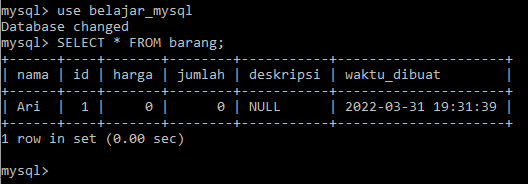 mysql> use belajar_mysql
Database changed
mysql> SELECT * FROM barang;
+------+----+-------+--------+-----------+---------------------+
| nama | id | harga | jumlah | deskripsi | waktu_dibuat        |
+------+----+-------+--------+-----------+---------------------+
| Ari  |  1 |     0 |      0 | NULL      | 2022-03-31 19:31:39 |
+------+----+-------+--------+-----------+---------------------+
1 row in set (0.00 sec)
mysql>